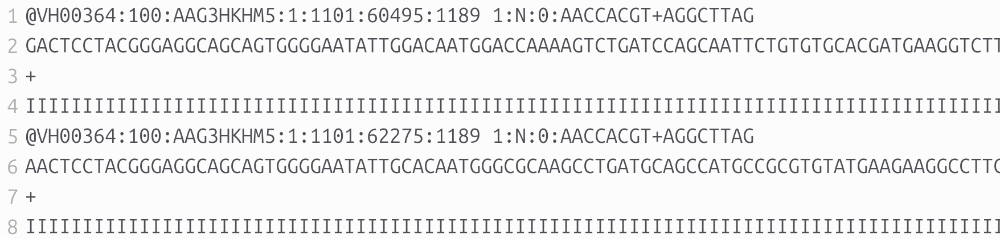 1 @VH00364:100:AAG3HKHM5:1:1101:60495:1189 1:N:0:AACCACGT+AGGCTTAG
2 GACTCCTACGGGAGGCAGCAGTGGGGAATATTGGACAATGGACCAAAAGTCTGATCCAGCAATTCTGTGTGCACGATGAAGGTCTT
3 +
4 IIIIIIIIIIIIIIIIIIIIIIIIIIIIIIIIIIIIIIIIIIIIIIIIIIIIIIIIIIIIIIIIIIIIIIIIIIIIIIIIIIIIII
5 @VH00364:100:AAG3HKHM5:1:1101:62275:1189 1:N:0:AACCACGT+AGGCTTAG
6 AACTCCTACGGGAGGCAGCAGTGGGGAATATTGCACAATGGGCGCAAGCCTGATGCAGCCATGCCGCGTGTATGAAGAAGGCCTTC
7 +
8 IIIIIIIIIIIIIIIIIIIIIIIIIIIIIIIIIIIIIIIIIIIIIIIIIIIIIIIIIIIIIIIIIIIIIIIIIIIIIIIIIIIIII